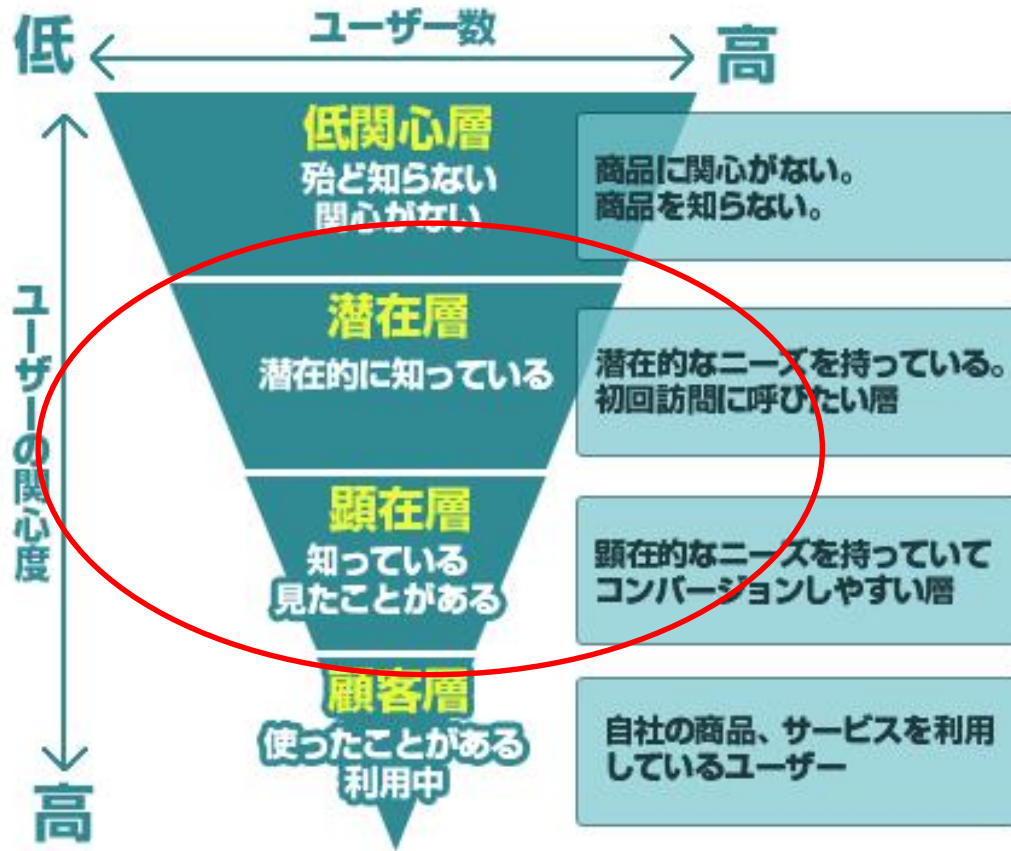 低
ユーザー数
高
低関心層
殆ど知らない
関心がない
商品に関心がない。
商品を知らない。
ユーザーの関心度
潜在層
潜在的に知っている
潜在的なニーズを持っている。
初回訪問に呼びたい層
顕在層
知っている
見たことがある
顕在的なニーズを持っていて
コンバージョンしやすい層
顧客層
使ったことがある
利用中
自社の商品、サービスを利用
しているユーザー
高